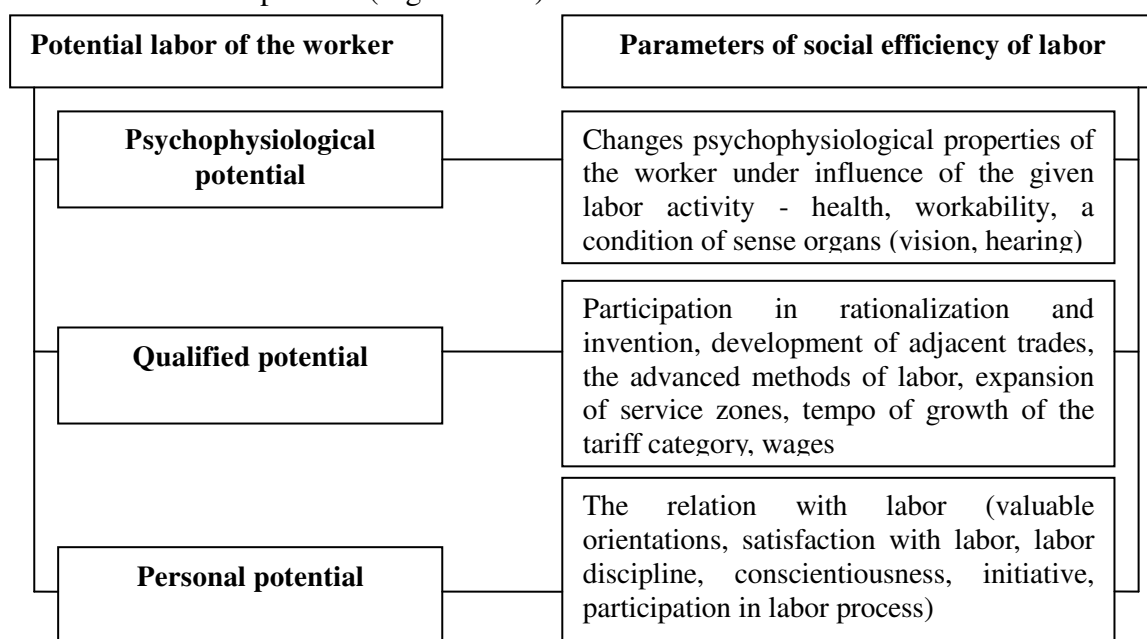 Potential labor of the worker
Parameters of social efficiency of labor
Psychophysiological
potential
Changes psychophysiological properties of
the worker under influence of the given
labor activity - health, workability, a
condition of sense organs (vision, hearing)
Qualified potential
Participation in rationalization and
invention, development of adjacent trades,
the advanced methods of labor, expansion
of service zones, tempo of growth of the
tariff category, wages
Personal potential
The relation with labor (valuable
orientations, satisfaction with labor, labor
discipline, conscientiousness, initiative,
participation in labor process)